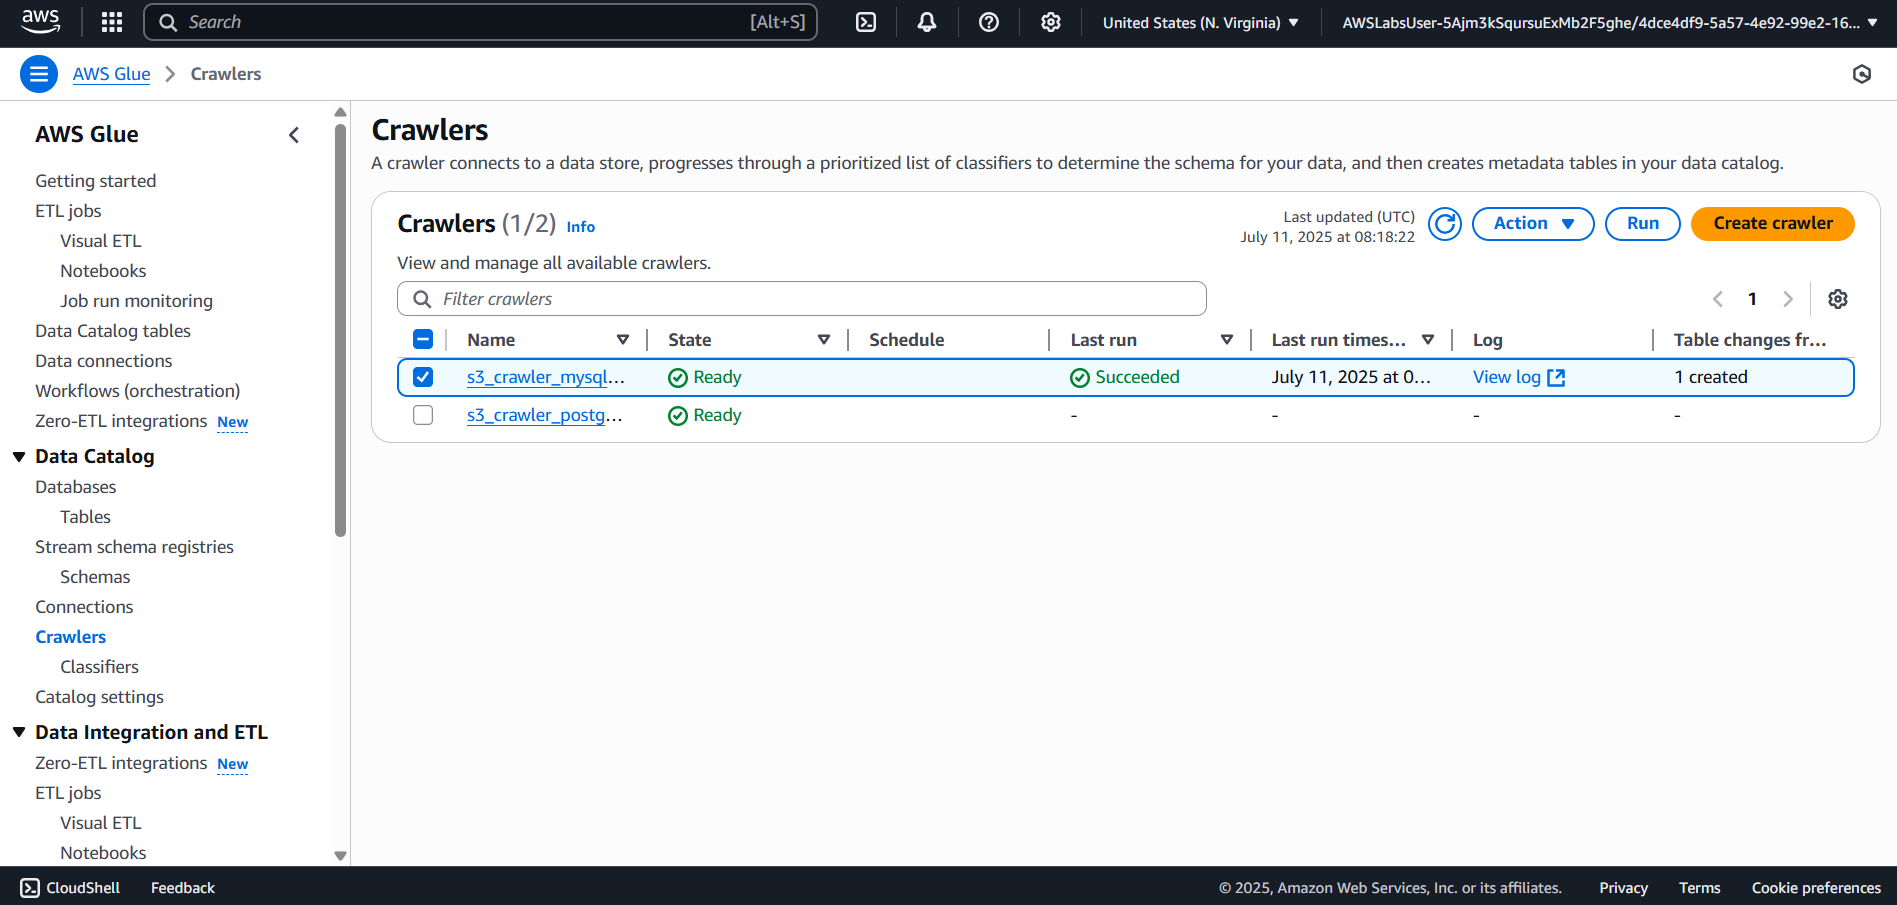 aws
Search [Alt+S]
United States (N. Virginia)
AWSLabsUser-5Ajm3kSqursuExMb2F5ghe/4dce4df9-5a57-4e92-99e2-16...
AWS Glue
Crawlers
AWS Glue
Getting started
ETL jobs
Visual ETL
Notebooks
Job run monitoring
Data Catalog tables
Data connections
Workflows (orchestration)
Zero-ETL integrations New
Data Catalog
Databases
Tables
Stream schema registries
Schemas
Connections
Crawlers
Classifiers
Catalog settings
Data Integration and ETL
Zero-ETL integrations New
ETL jobs
Visual ETL
Notebooks
Crawlers
A crawler connects to a data store, progresses through a prioritized list of classifiers to determine the schema for your data, and then creates metadata tables in your data catalog.
Crawlers (1/2) Info
Last updated (UTC)
July 11, 2025 at 08:18:22
Action
Run
Create crawler
View and manage all available crawlers.
Filter crawlers
1
Name State Schedule Last run Last run times... Log Table changes fr...
s3_crawler_mysql... Ready Succeeded July 11, 2025 at 0... View log 1 created
s3_crawler_postg... Ready - - - -
CloudShell Feedback © 2025, Amazon Web Services, Inc. or its affiliates. Privacy Terms Cookie preferences